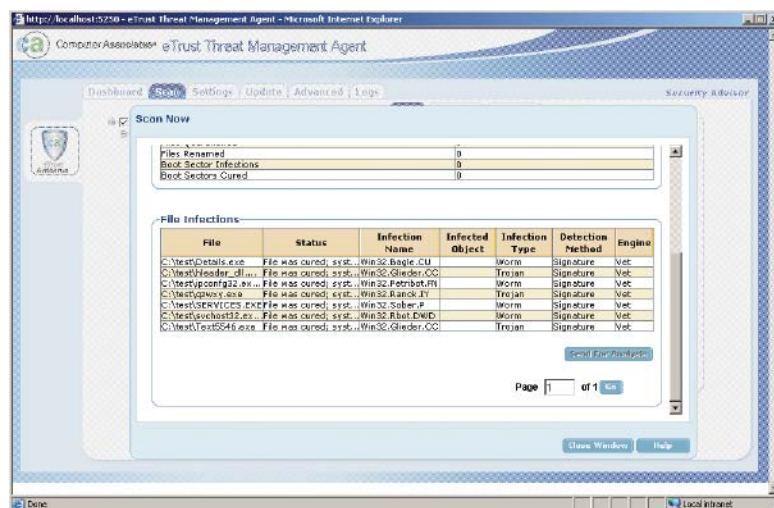 http://localhost:5250 - eTrust Threat Management Agent - Microsoft Internet Explorer
ca Computer Associates® eTrust Threat Management Agent
Dashboard Scan Settings Update Advanced Logs
Security Advisor
ca
eTrust
Antivirus
Scan Now
Files Renamed 0
Boot Sector Infections 0
Boot Sectors Cured 0
File Infections
File Status Infection Name Infected Object Infection Type Detection Method Engine
C:\test\Details.exe File was cured; syst... Win32.Bagle.CU Worm Signature Vet
C:\test\hleader_dl.... File was cured; syst... Win32.Glieder.CC Trojan Signature Vet
C:\test\ipconfg32.ex... File was cured; syst... Win32.Petribot.FN Worm Signature Vet
File was cured; syst... Win32.Ranck.IY Trojan Signature Vet
C:\test\SERVICES.EXE File was cured; syst... Win32.Sober.P Worm Signature Vet
C:\test\svchost32.ex... File was cured; syst... Win32.Rbot.DWD Worm Signature Vet
C:\test\Text5546.exe File was cured; syst... Win32.Glieder.CC Trojan Signature Vet
Send For Analysis
Page 1 of 1 Go
Close Window Help
Done Local intranet